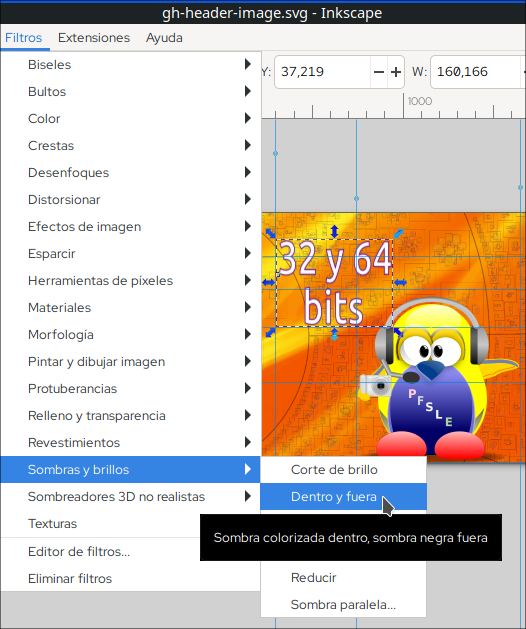 gh-header-image.svg - Inkscape
Filtros Extensiones Ayuda
Y: 37,219 W: 160,166
1000
Biseles
Bultos
Color
Crestas
Desenfoques
Distorsionar
Efectos de imagen
Esparcir
Herramientas de píxeles
Materiales
Morfología
Pintar y dibujar imagen
Protuberancias
Relleno y transparencia
Revestimientos
Sombras y brillos
Sombreadores 3D no realistas
Texturas
Editor de filtros...
Eliminar filtros
Corte de brillo
Dentro y fuera
Sombra colorizada dentro, sombra negra fuera
Reducir
Sombra paralela...
32 y 64
bits
PFSLE